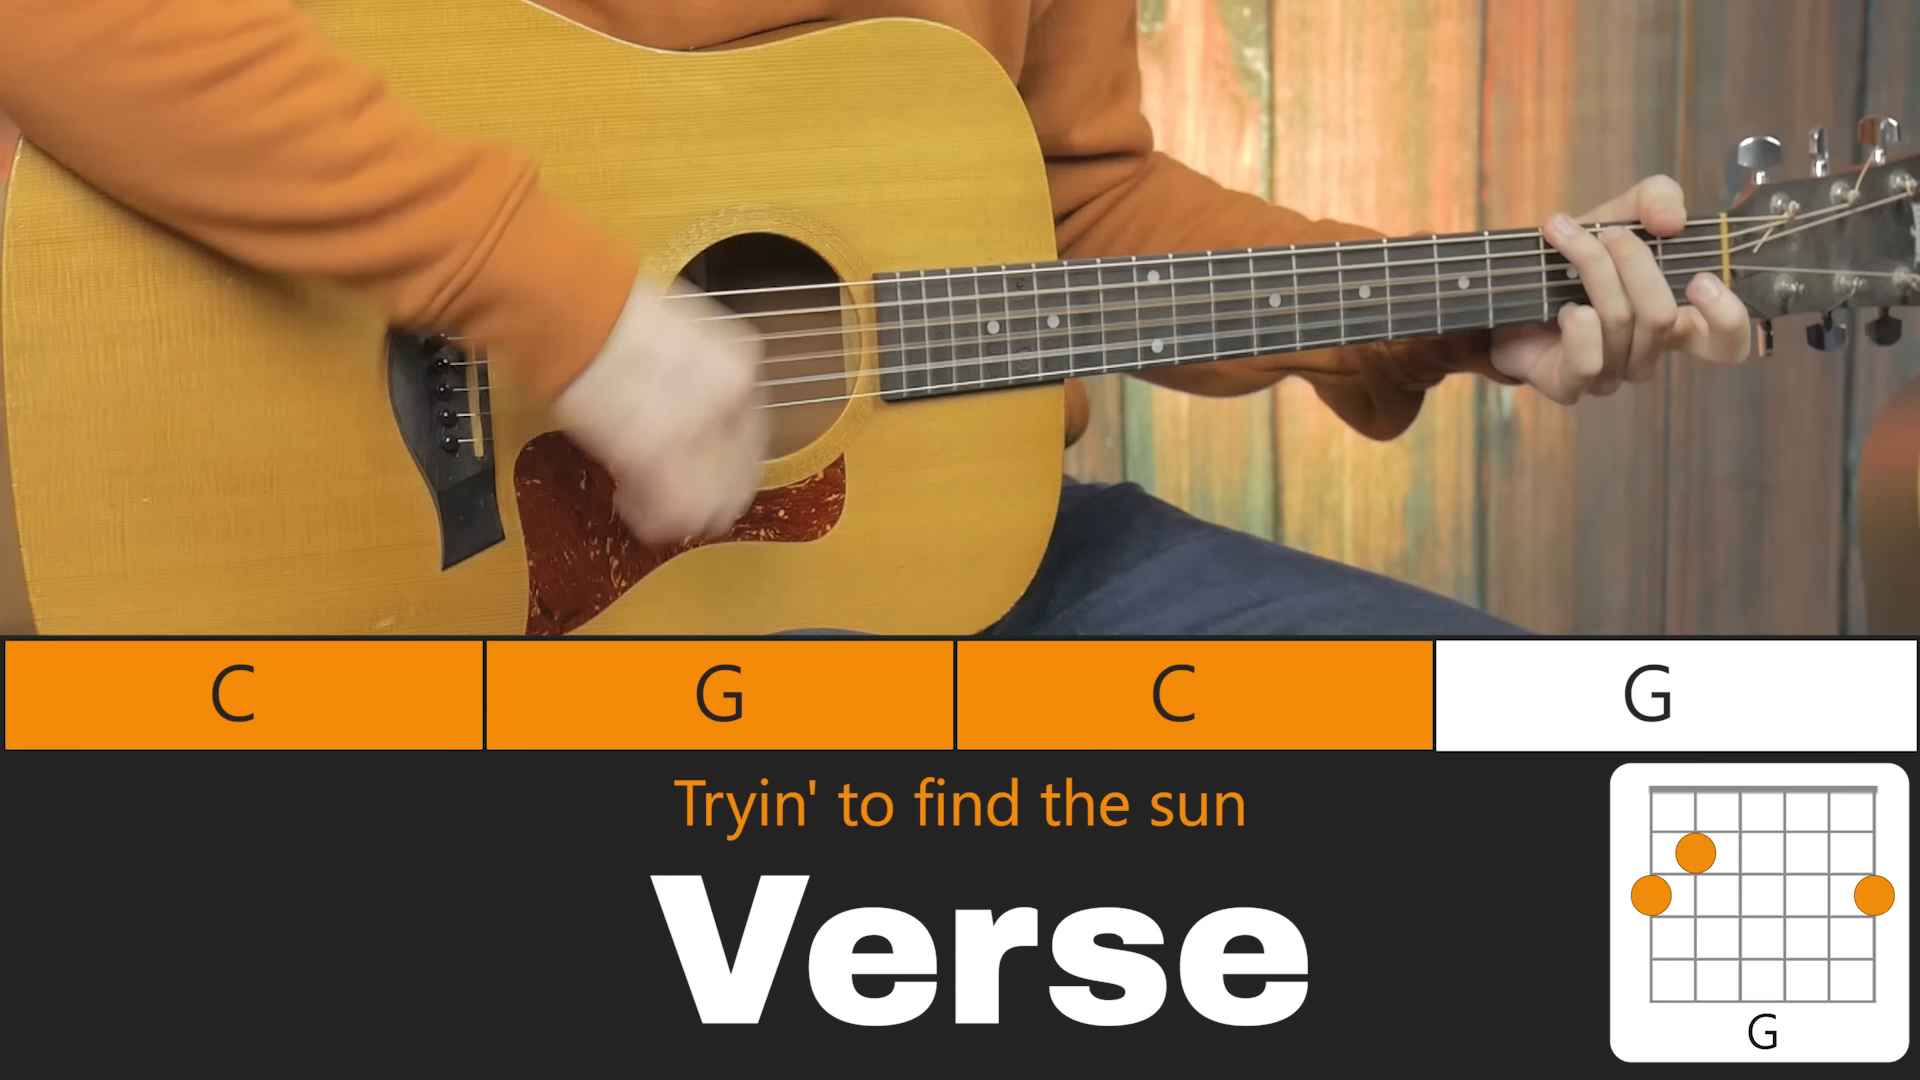 C G C G
Tryin' to find the sun
Verse
G